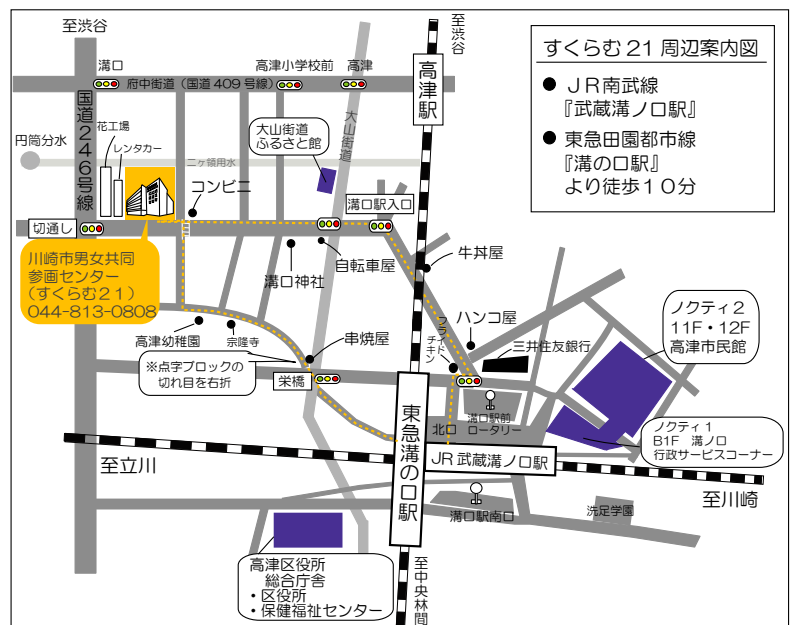 至渋谷
至渋谷
溝口
高津小学校前
高津
府中街道（国道409号線）
国道246号線
花工場
レンタカー
円筒分水
二ヶ領用水
大山街道
大山街道
ふるさと館
高津駅
すくらむ21周辺案内図
● ＪＲ南武線
『武蔵溝ノ口駅』
● 東急田園都市線
『溝の口駅』
より徒歩１０分
コンビニ
溝口駅入口
切通し
川崎市男女共同
参画センター
(すくらむ２１)
044-813-0808
溝口神社
自転車屋
牛丼屋
ハンコ屋
フライド
チキン
三井住友銀行
ノクティ２
11F・12F
高津市民館
高津幼稚園
宗隆寺
串焼屋
※点字ブロックの
切れ目を右折
栄橋
溝口駅前
ロータリー
北口
ノクティ１
B1F 溝ノ口
行政サービスコーナー
東急溝の口駅
JR武蔵溝ノ口駅
至立川
至川崎
溝口駅南口
洗足学園
高津区役所
総合庁舎
・区役所
・保健福祉センター
至中央林間